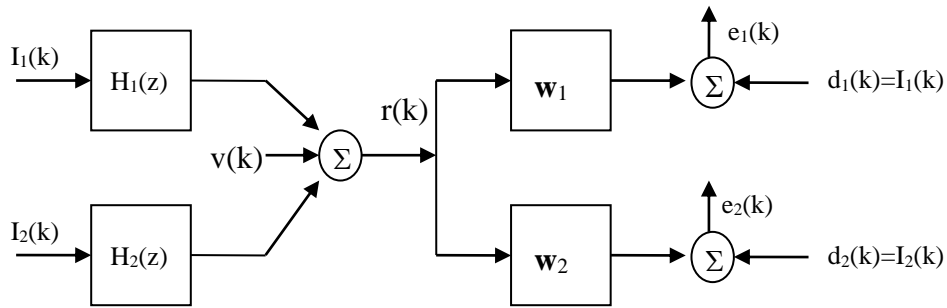 I₁(k)
H₁(z)
r(k)
w₁
e₁(k)
Σ
d₁(k)=I₁(k)
v(k)
Σ
I₂(k)
H₂(z)
w₂
e₂(k)
Σ
d₂(k)=I₂(k)